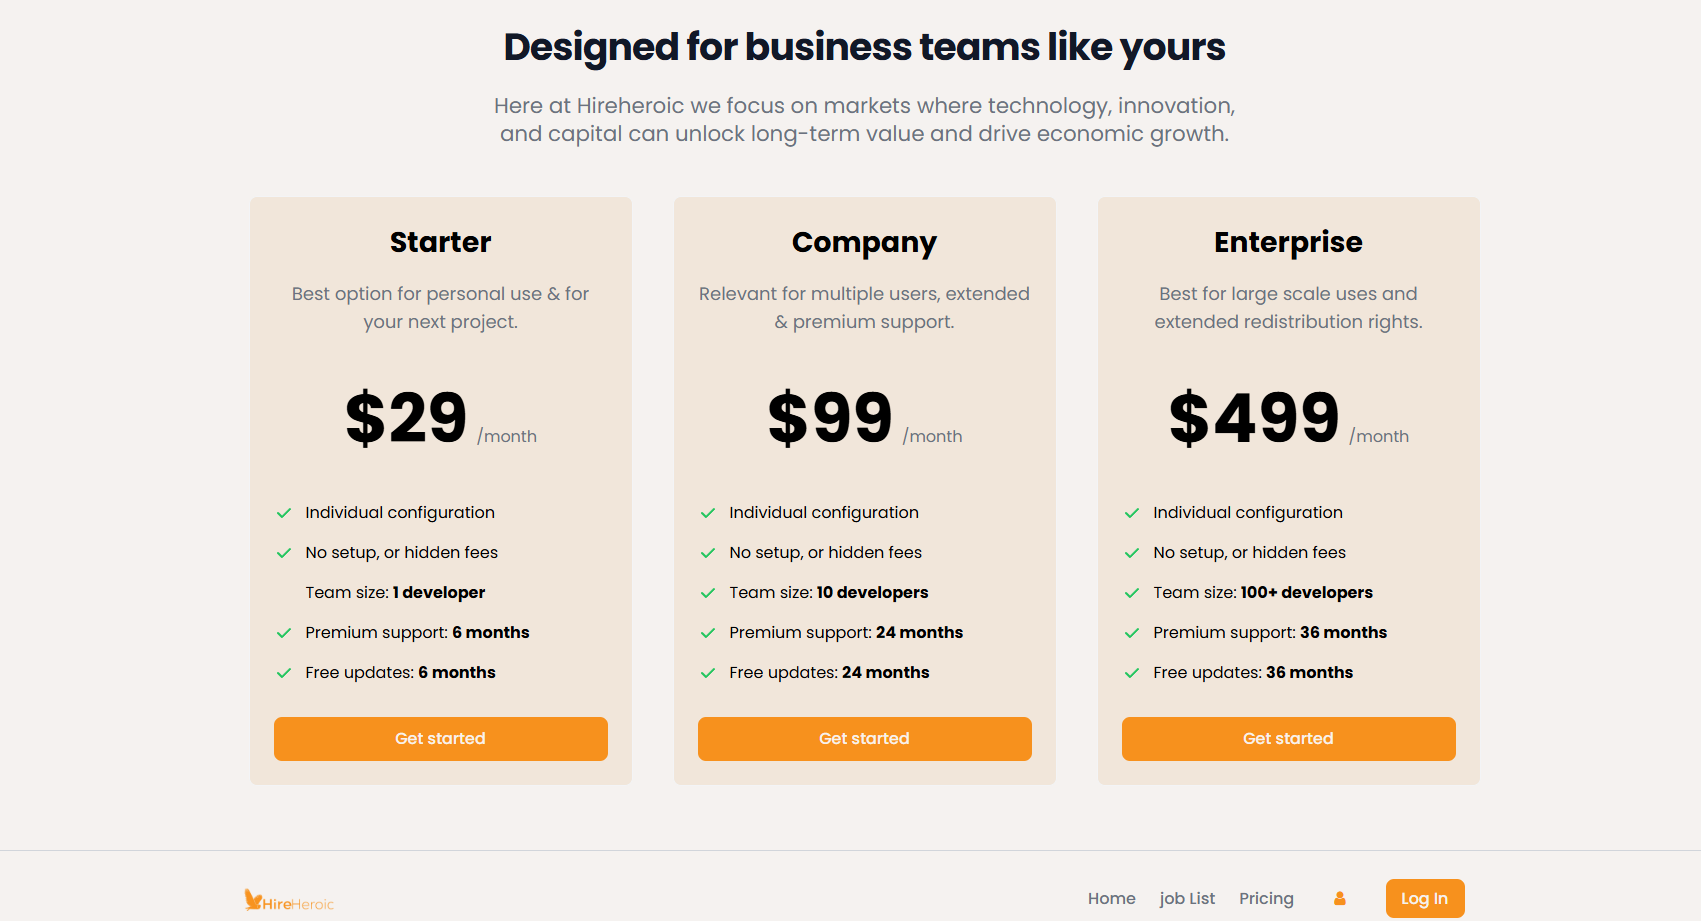 Designed for business teams like yours
Here at Hireheroic we focus on markets where technology, innovation,
and capital can unlock long-term value and drive economic growth.
Starter
Best option for personal use & for
your next project.
$29 /month
Individual configuration
No setup, or hidden fees
Team size: 1 developer
Premium support: 6 months
Free updates: 6 months
Get started
Company
Relevant for multiple users, extended
& premium support.
$99 /month
Individual configuration
No setup, or hidden fees
Team size: 10 developers
Premium support: 24 months
Free updates: 24 months
Get started
Enterprise
Best for large scale uses and
extended redistribution rights.
$499 /month
Individual configuration
No setup, or hidden fees
Team size: 100+ developers
Premium support: 36 months
Free updates: 36 months
Get started
HireHeroic
Home job List Pricing Log In